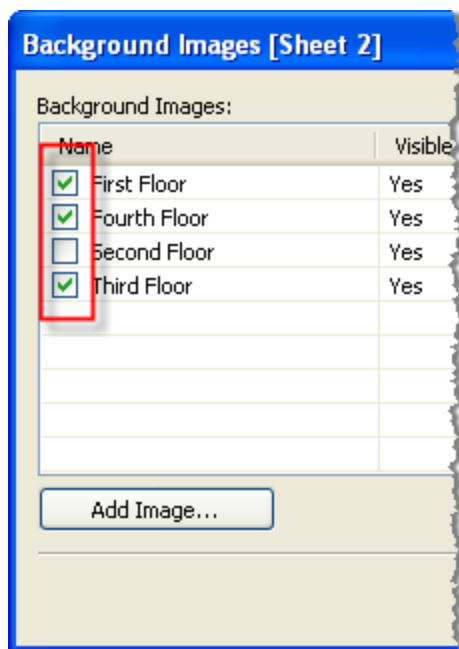 Background Images [Sheet 2]
Background Images:
Name Visible
First Floor Yes
Fourth Floor Yes
Second Floor Yes
Third Floor Yes
Add Image...